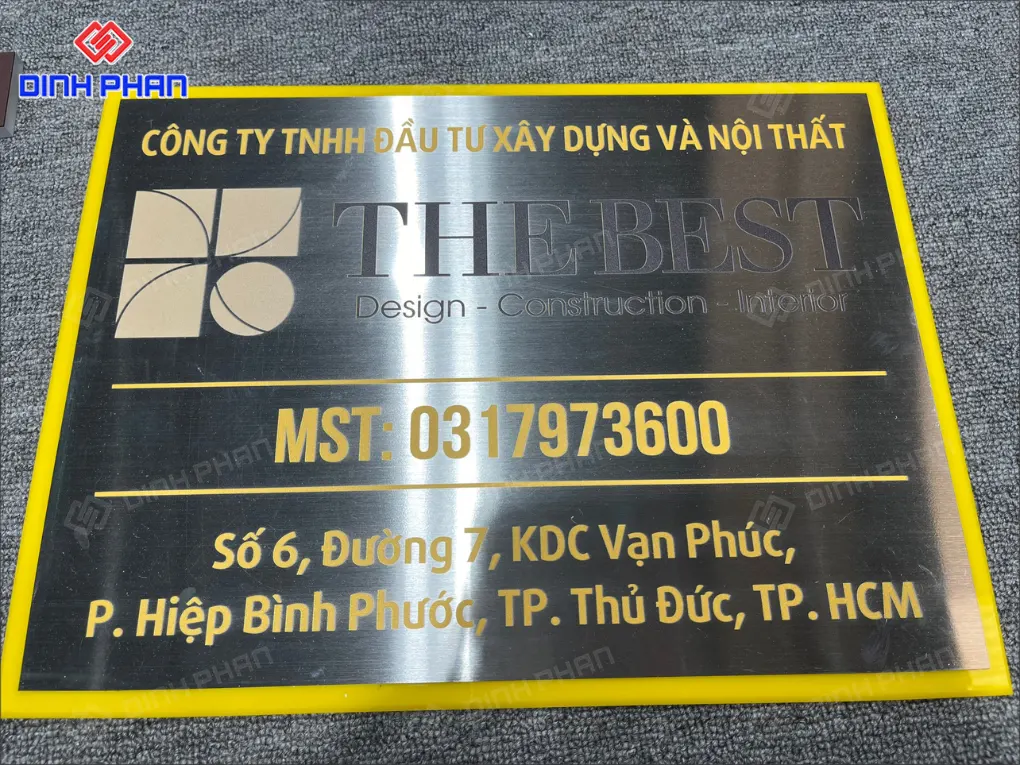 DINH PHAN
CÔNG TY TNHH ĐẦU TƯ XÂY DỰNG VÀ NỘI THẤT
THE BEST
Design - Construction - Interior
MST: 0317973600
Số 6, Đường 7, KDC Vạn Phúc,
P. Hiệp Bình Phước, TP. Thủ Đức, TP. HCM